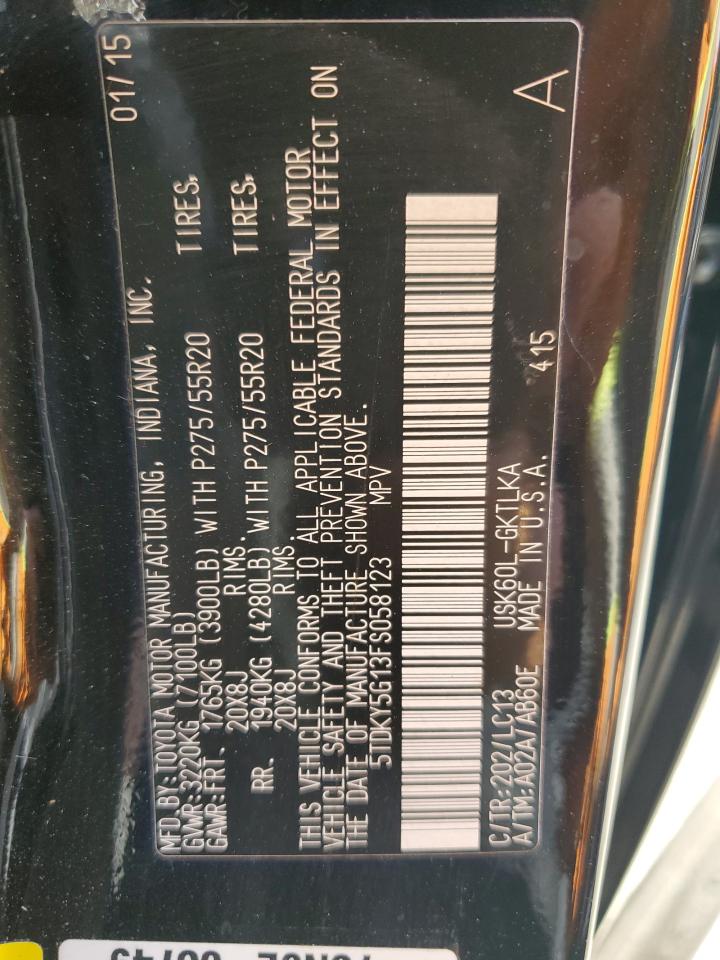 MFD.BY:TOYOTA MOTOR MANUFACTURING, INDIANA, INC. 01/15
GVWR:3220KG (7100LB)
GAWR:FRT. 1765KG (3900LB) WITH P275/55R20 TIRES,
20X8J RIMS.
RR. 1940KG (4280LB) WITH P275/55R20 TIRES,
20X8J RIMS.
THIS VEHICLE CONFORMS TO ALL APPLICABLE FEDERAL MOTOR
VEHICLE SAFETY AND THEFT PREVENTION STANDARDS IN EFFECT ON
THE DATE OF MANUFACTURE SHOWN ABOVE.
5TDKY5G13FS058123 MPV
C/TR:202/LC13 USK60L-GKTLKA
A/TM:A02A/AB60E MADE IN U.S.A. 415 A